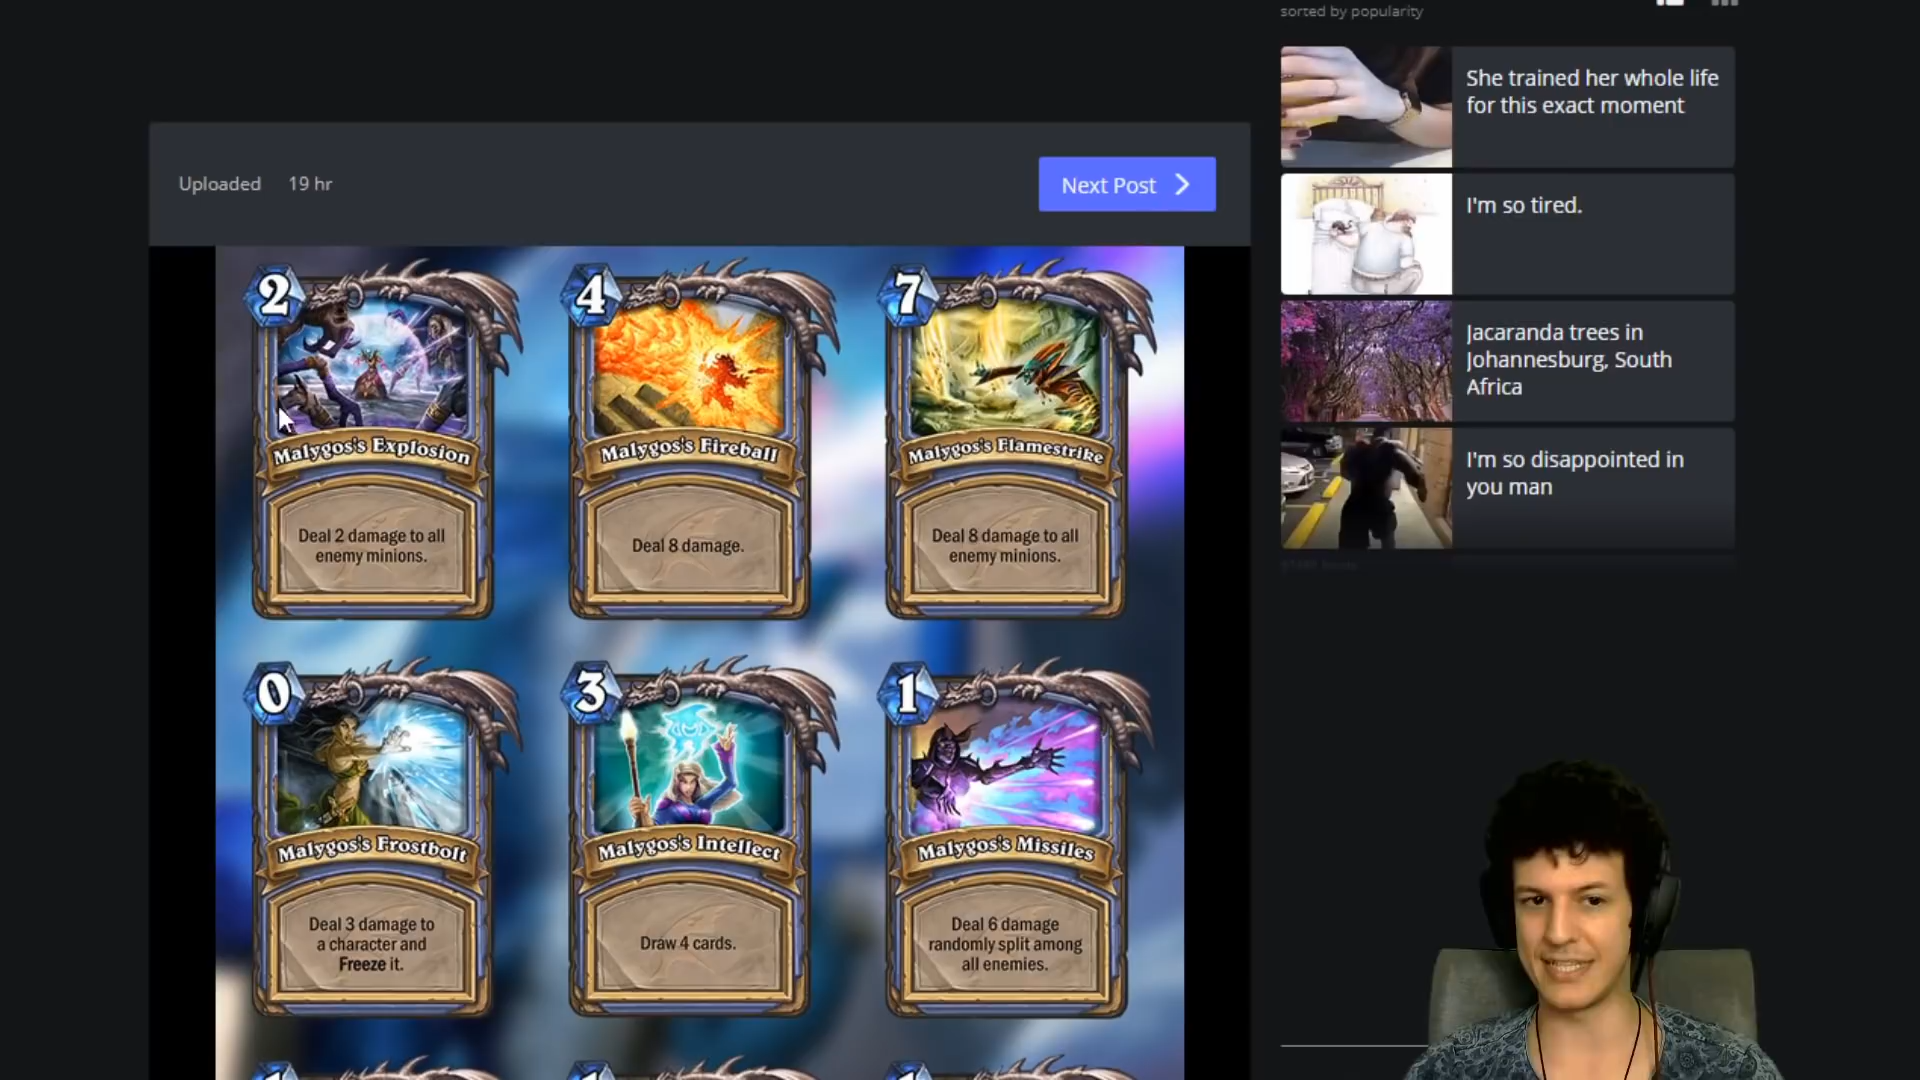 sorted by popularity
She trained her whole life
for this exact moment
Uploaded 19 hr
Next Post
I'm so tired.
Jacaranda trees in
Johannesburg, South
Africa
I'm so disappointed in
you man
2
Malygos's Explosion
Deal 2 damage to all
enemy minions.
4
Malygos's Fireball
Deal 8 damage.
7
Malygos's Flamestrike
Deal 8 damage to all
enemy minions.
0
Malygos's Frostbolt
Deal 3 damage to
a character and
Freeze it.
3
Malygos's Intellect
Draw 4 cards.
1
Malygos's Missiles
Deal 6 damage
randomly split among
all enemies.